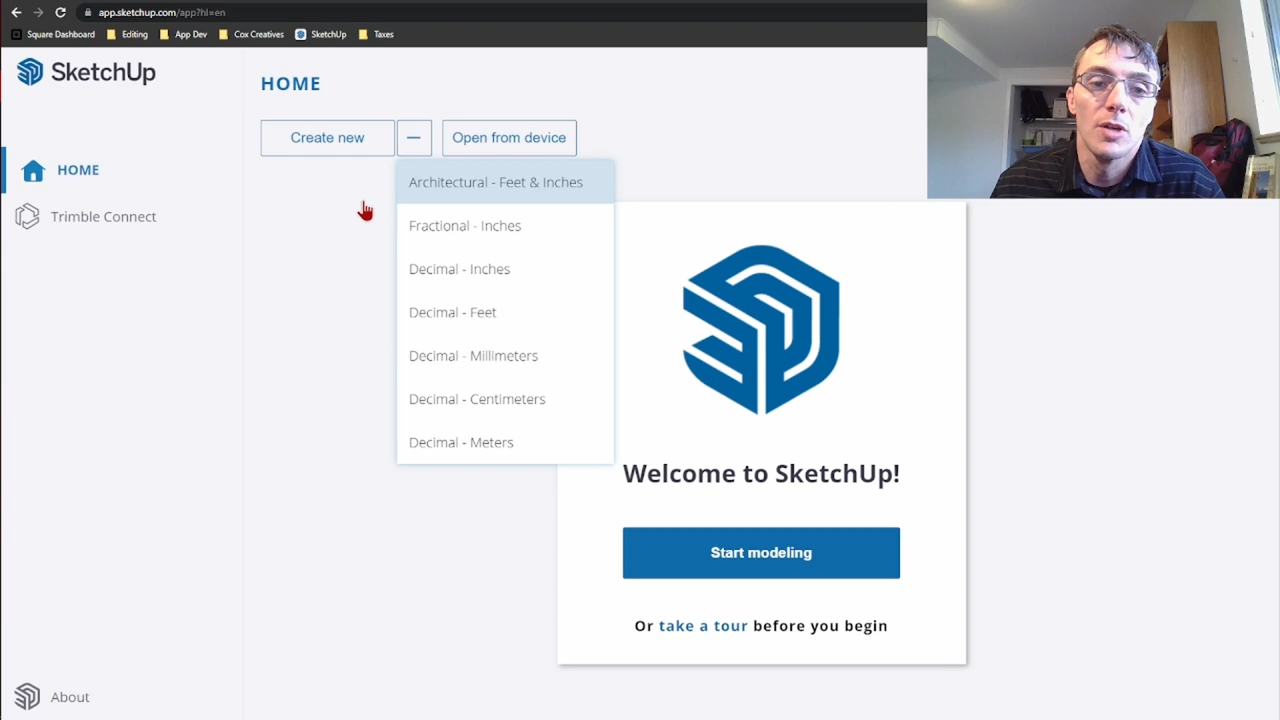 app.sketchup.com/app?hl=en
Square Dashboard Editing App Dev Cox Creatives SketchUp Taxes
SketchUp
HOME
Create new
Open from device
HOME
Trimble Connect
Architectural - Feet & Inches
Fractional - Inches
Decimal - Inches
Decimal - Feet
Decimal - Millimeters
Decimal - Centimeters
Decimal - Meters
Welcome to SketchUp!
Start modeling
Or take a tour before you begin
About